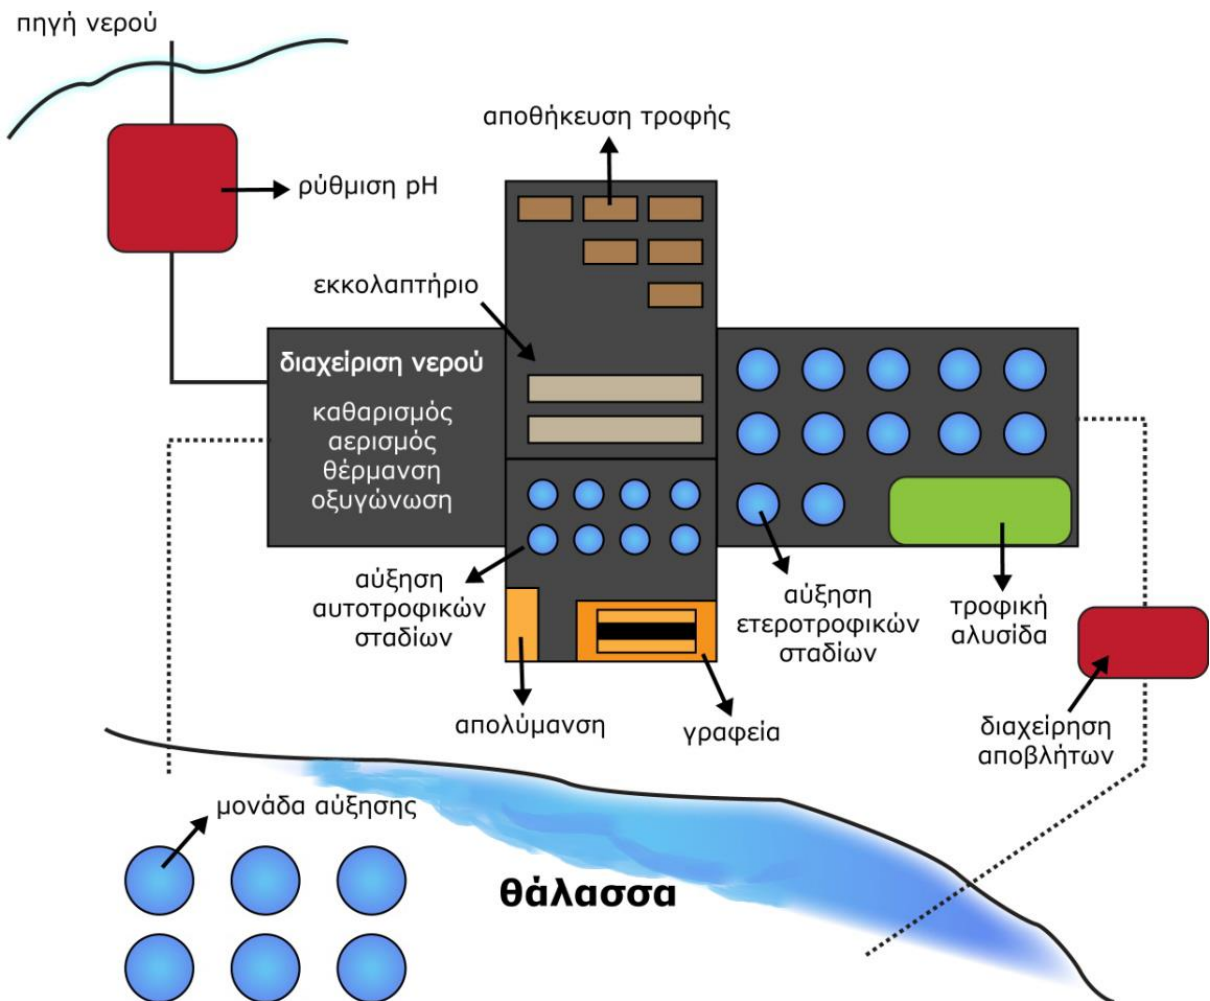 πηγή νερού
αποθήκευση τροφής
ρύθμιση pH
εκκολαπτήριο
διαχείριση νερού
καθαρισμός
αερισμός
θέρμανση
οξυγόνωση
αύξηση
αυτοτροφικών
σταδίων
αύξηση
ετεροτροφικών
σταδίων
τροφική
αλυσίδα
απολύμανση
γραφεία
διαχείρηση
αποβλήτων
μονάδα αύξησης
θάλασσα